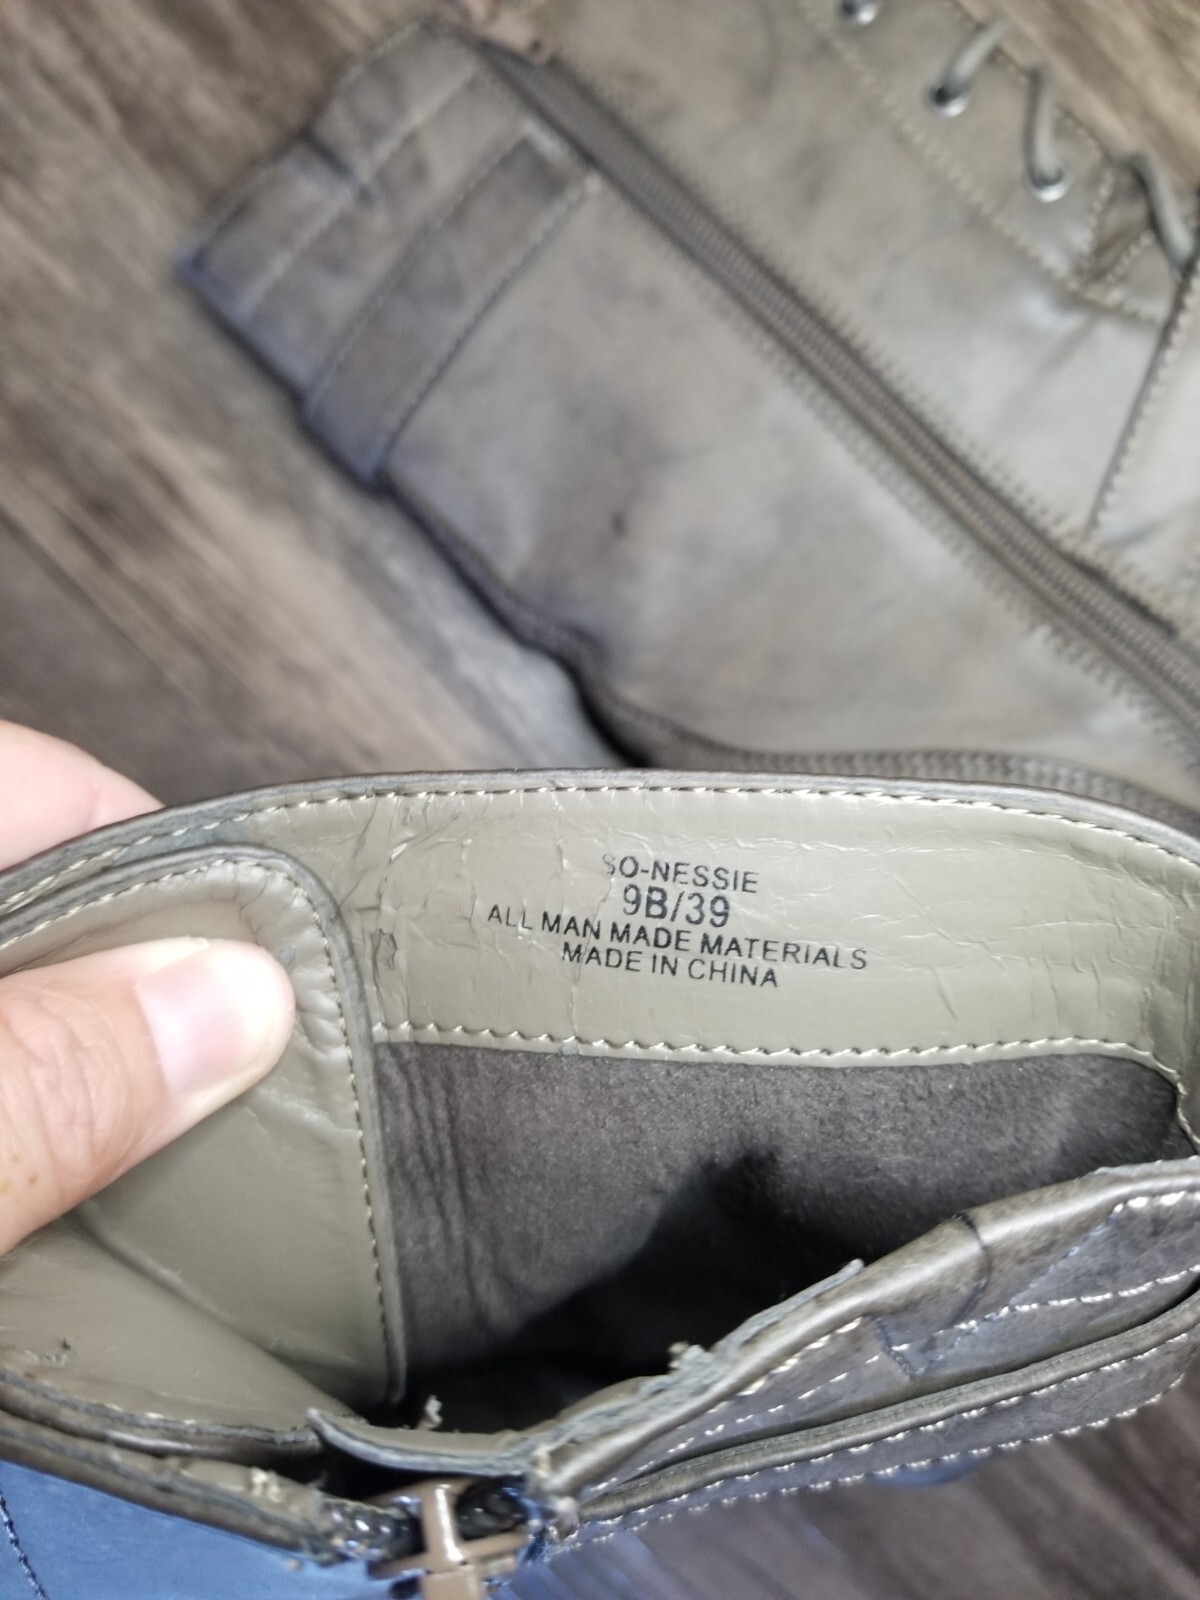 SO-NESSIE
9B/39
ALL MAN MADE MATERIALS
MADE IN CHINA